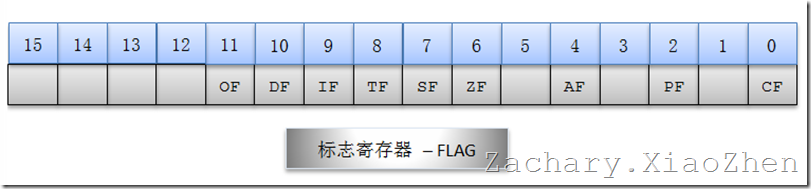 15 14 13 12 11 10 9 8 7 6 5 4 3 2 1 0
OF DF IF TF SF ZF AF PF CF
标志寄存器 – FLAG
Zachary.XiaoZhen